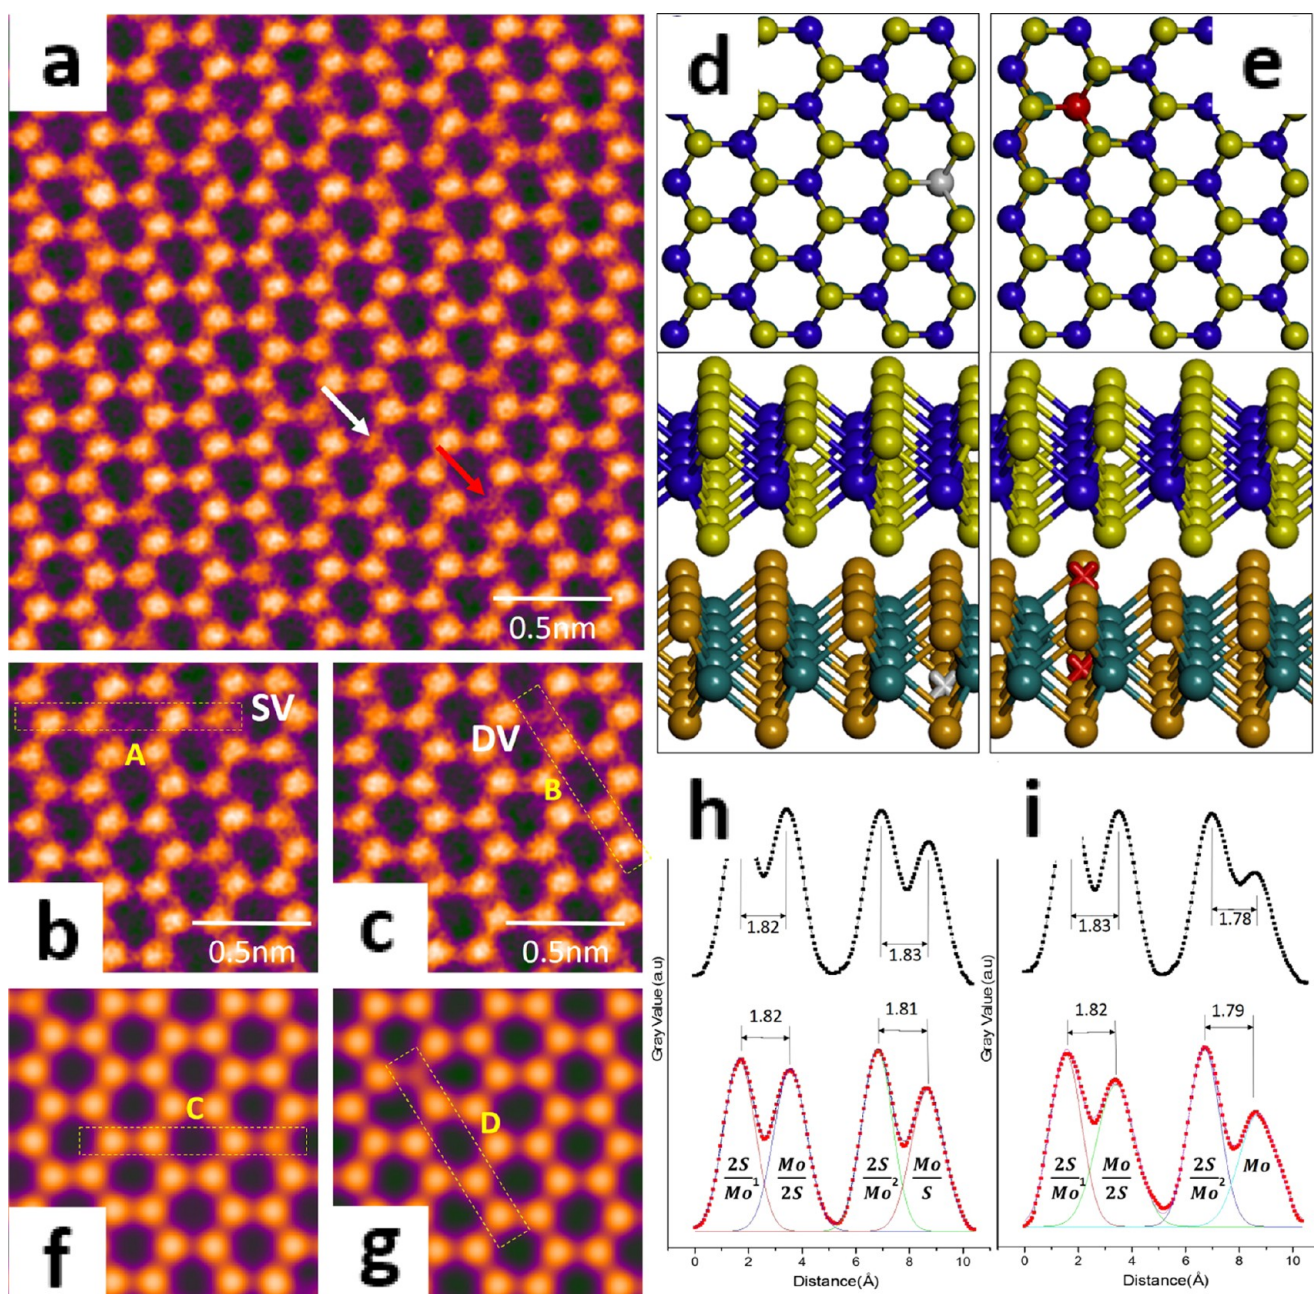 a
0.5nm
SV
A
b
0.5nm
DV
B
c
0.5nm
C
f
D
g
d
e
h
1.82
1.83
1.82
1.81
2S/Mo₁
Mo/2S
2S/Mo₂
Mo/S
Gray Value (a.u)
0 2 4 6 8 10
Distance(Å)
i
1.83
1.78
1.82
1.79
2S/Mo₁
Mo/2S
2S/Mo₂
Mo
Gray Value (a.u)
0 2 4 6 8 10
Distance(Å)